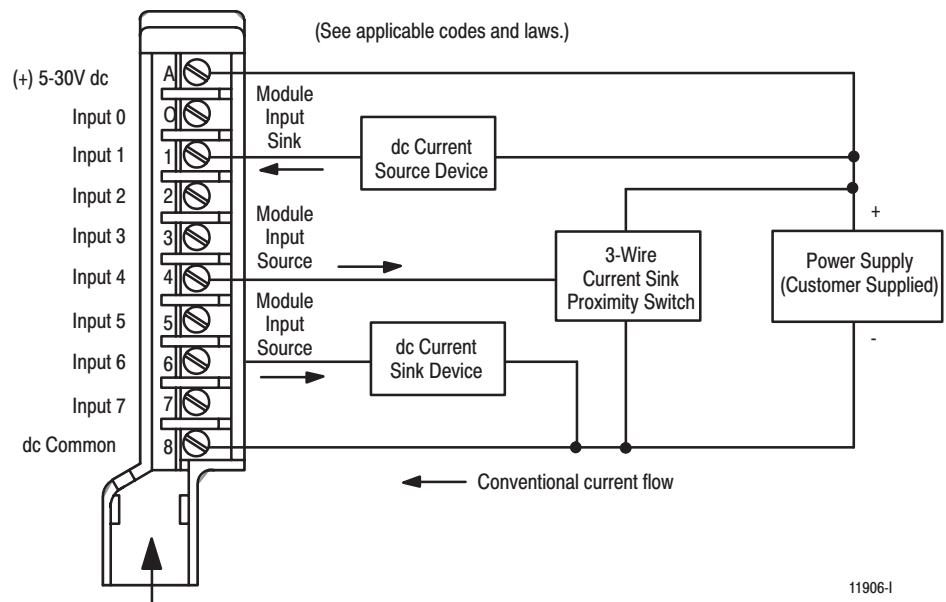 (See applicable codes and laws.)
(+) 5-30V dc
A
Input 0
O
Input 1
1
Input 2
2
Input 3
3
Input 4
4
Input 5
5
Input 6
6
Input 7
7
dc Common
8
Module
Input
Sink
dc Current
Source Device
Module
Input
Source
3-Wire
Current Sink
Proximity Switch
+
Power Supply
(Customer Supplied)
-
Module
Input
Source
dc Current
Sink Device
Conventional current flow
11906-I